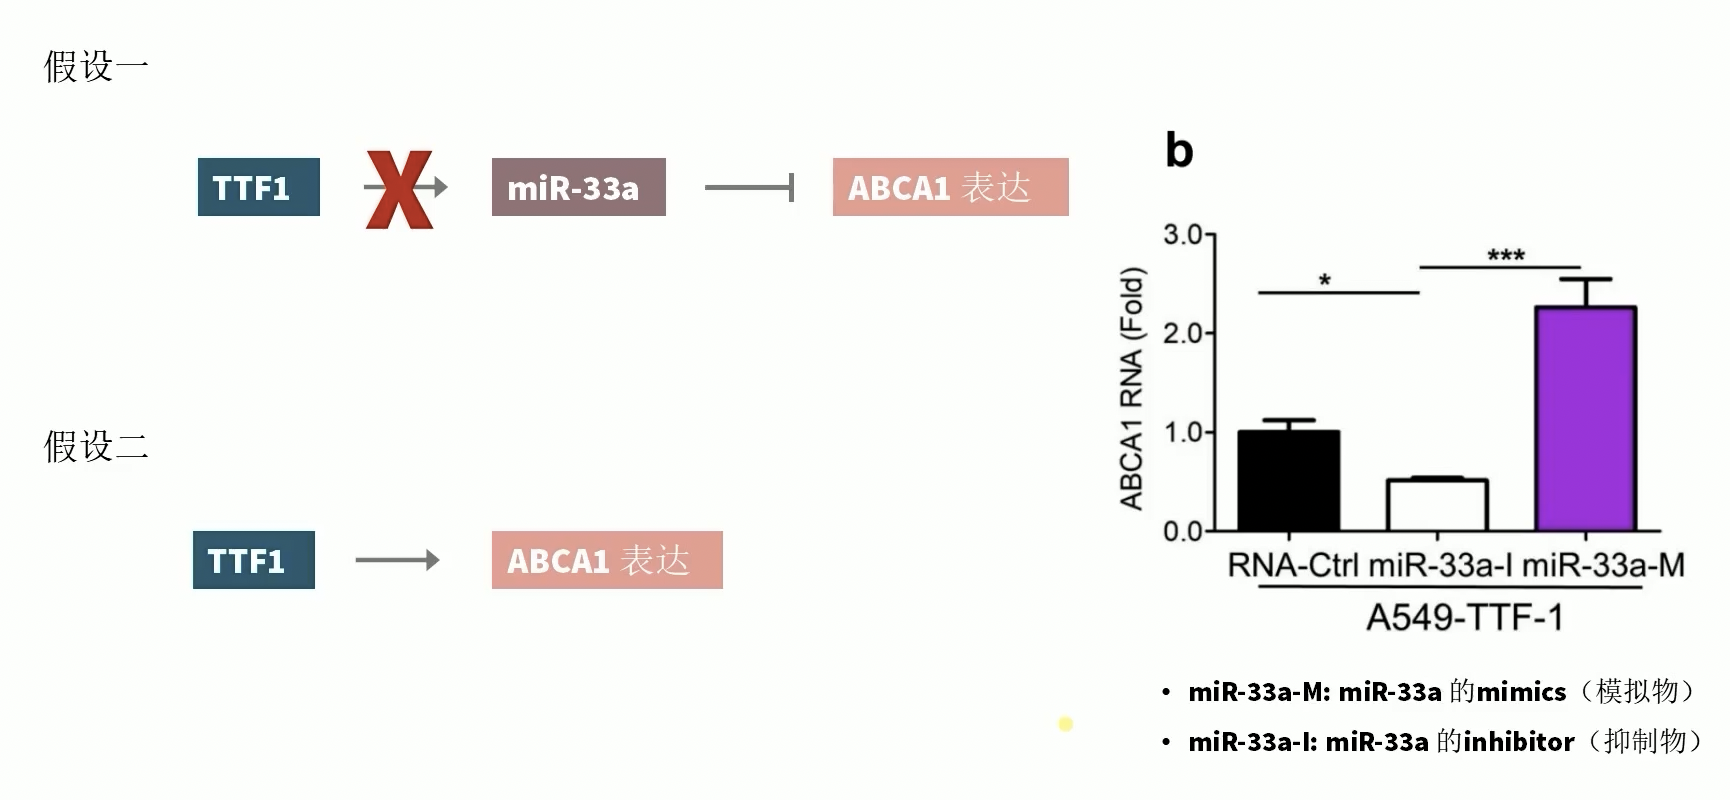 假设一
TTF1
X
miR-33a
ABCA1 表达
假设二
TTF1
ABCA1 表达
b
ABCA1 RNA (Fold)
3.0
2.0
1.0
0.0
*
***
RNA-Ctrl miR-33a-I miR-33a-M
A549-TTF-1
• miR-33a-M: miR-33a 的mimics（模拟物）
• miR-33a-I: miR-33a 的inhibitor（抑制物）